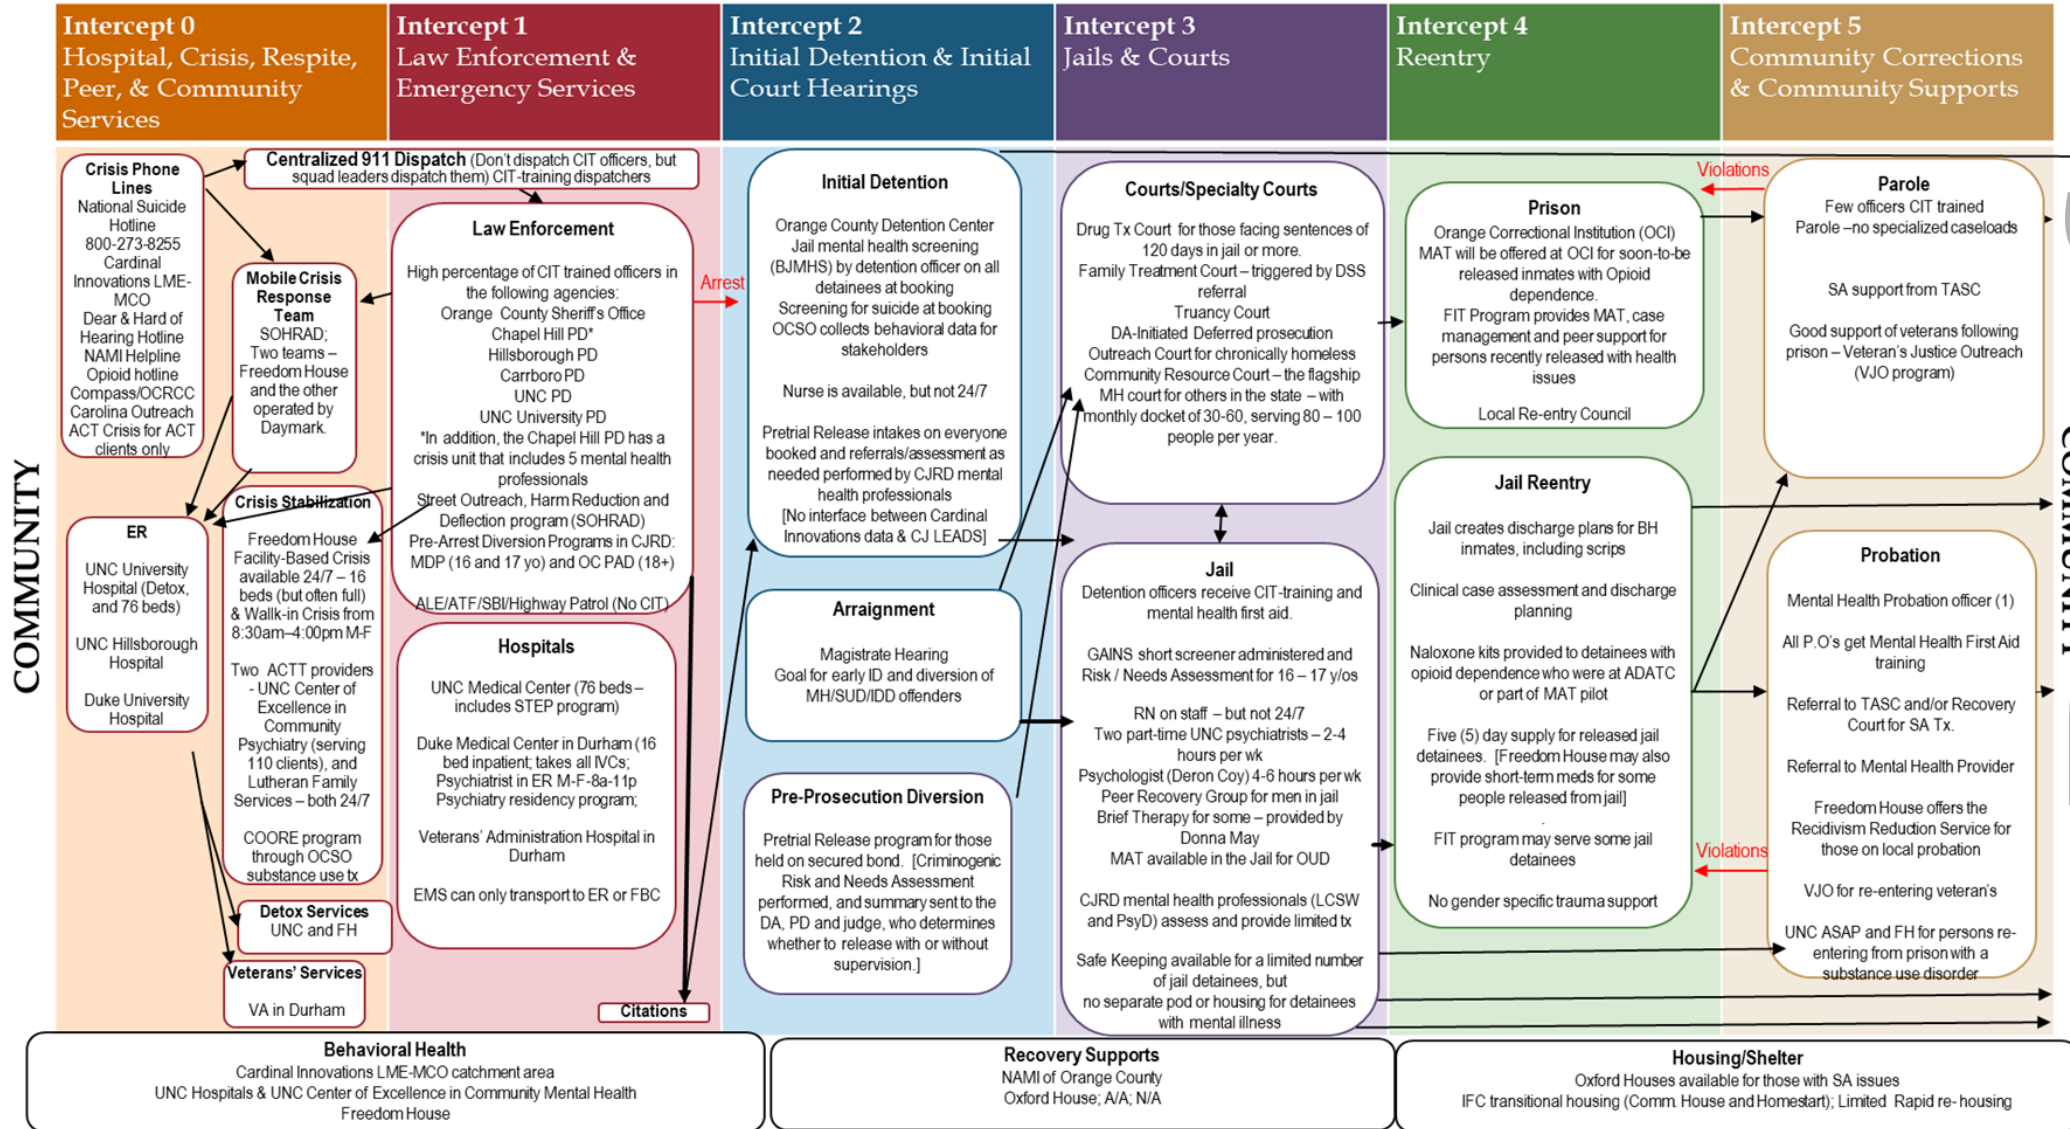 Intercept 0
Hospital, Crisis, Respite,
Peer, & Community
Services
Intercept 1
Law Enforcement &
Emergency Services
Intercept 2
Initial Detention & Initial
Court Hearings
Intercept 3
Jails & Courts
Intercept 4
Reentry
Intercept 5
Community Corrections
& Community Supports
COMMUNITY
Crisis Phone
Lines
National Suicide
Hotline
800-273-8255
Cardinal
Innovations LME-
MCO
Dear & Hard of
Hearing Hotline
NAMI Helpline
Opioid hotline
Compass/OCRCC
Carolina Outreach
ACT Crisis for ACT
clients only
Centralized 911 Dispatch (Don't dispatch CIT officers, but
squad leaders dispatch them) CIT-training dispatchers
Mobile Crisis
Response
Team
SOHRAD;
Two teams –
Freedom House
and the other
operated by
Daymark.
ER
UNC University
Hospital (Detox,
and 76 beds)
UNC Hillsborough
Hospital
Duke University
Hospital
Crisis Stabilization
Freedom House
Facility-Based Crisis
available 24/7 – 16
beds (but often full)
& Wallk-in Crisis from
8:30am–4:00pm M-F
Two ACTT providers
- UNC Center of
Excellence in
Community
Psychiatry (serving
110 clients), and
Lutheran Family
Services – both 24/7
COORE program
through OCSO
substance use tx
Detox Services
UNC and FH
Veterans' Services
VA in Durham
Law Enforcement
High percentage of CIT trained officers in
the following agencies:
Orange County Sheriff's Office
Chapel Hill PD*
Hillsborough PD
Carrboro PD
UNC PD
UNC University PD
*In addition, the Chapel Hill PD has a
crisis unit that includes 5 mental health
professionals
Street Outreach, Harm Reduction and
Deflection program (SOHRAD)
Pre-Arrest Diversion Programs in CJRD:
MDP (16 and 17 yo) and OC PAD (18+)
ALE/ATF/SBI/Highway Patrol (No CIT)
Arrest
Hospitals
UNC Medical Center (76 beds –
includes STEP program)
Duke Medical Center in Durham (16
bed inpatient; takes all IVCs;
Psychiatrist in ER M-F-8a-11p
Psychiatry residency program;
Veterans' Administration Hospital in
Durham
EMS can only transport to ER or FBC
Citations
Initial Detention
Orange County Detention Center
Jail mental health screening
(BJMHS) by detention officer on all
detainees at booking
Screening for suicide at booking
OCSO collects behavioral data for
stakeholders
Nurse is available, but not 24/7
Pretrial Release intakes on everyone
booked and referrals/assessment as
needed performed by CJRD mental
health professionals
[No interface between Cardinal
Innovations data & CJ LEADS]
Arraignment
Magistrate Hearing
Goal for early ID and diversion of
MH/SUD/IDD offenders
Pre-Prosecution Diversion
Pretrial Release program for those
held on secured bond. [Criminogenic
Risk and Needs Assessment
performed, and summary sent to the
DA, PD and judge, who determines
whether to release with or without
supervision.]
Courts/Specialty Courts
Drug Tx Court for those facing sentences of
120 days in jail or more.
Family Treatment Court – triggered by DSS
referral
Truancy Court
DA-Initiated Deferred prosecution
Outreach Court for chronically homeless
Community Resource Court – the flagship
MH court for others in the state – with
monthly docket of 30-60, serving 80 – 100
people per year.
Jail
Detention officers receive CIT-training and
mental health first aid.
GAINS short screener administered and
Risk / Needs Assessment for 16 – 17 y/os
RN on staff – but not 24/7
Two part-time UNC psychiatrists – 2-4
hours per wk
Psychologist (Deron Coy) 4-6 hours per wk
Peer Recovery Group for men in jail
Brief Therapy for some – provided by
Donna May
MAT available in the Jail for OUD
CJRD mental health professionals (LCSW
and PsyD) assess and provide limited tx
Safe Keeping available for a limited number
of jail detainees, but
no separate pod or housing for detainees
with mental illness
Prison
Orange Correctional Institution (OCI)
MAT will be offered at OCI for soon-to-be
released inmates with Opioid
dependence.
FIT Program provides MAT, case
management and peer support for
persons recently released with health
issues
Local Re-entry Council
Jail Reentry
Jail creates discharge plans for BH
inmates, including scrips
Clinical case assessment and discharge
planning
Naloxone kits provided to detainees with
opioid dependence who were at ADATC
or part of MAT pilot
Five (5) day supply for released jail
detainees. [Freedom House may also
provide short-term meds for some
people released from jail]
.
FIT program may serve some jail
detainees
No gender specific trauma support
Violations
Parole
Few officers CIT trained
Parole –no specialized caseloads
SA support from TASC
Good support of veterans following
prison – Veteran's Justice Outreach
(VJO program)
Violations
Probation
Mental Health Probation officer (1)
All P.O's get Mental Health First Aid
training
Referral to TASC and/or Recovery
Court for SA Tx.
Referral to Mental Health Provider
Freedom House offers the
Recidivism Reduction Service for
those on local probation
VJO for re-entering veteran's
UNC ASAP and FH for persons re-
entering from prison with a
substance use disorder
Behavioral Health
Cardinal Innovations LME-MCO catchment area
UNC Hospitals & UNC Center of Excellence in Community Mental Health
Freedom House
Recovery Supports
NAMI of Orange County
Oxford House; A/A; N/A
Housing/Shelter
Oxford Houses available for those with SA issues
IFC transitional housing (Comm. House and Homestart); Limited Rapid re-housing